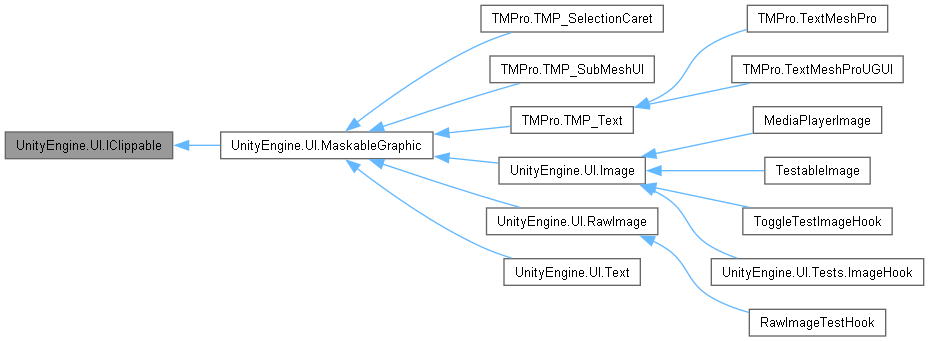 UnityEngine.UI.IClippable
UnityEngine.UI.MaskableGraphic
TMPro.TMP_SelectionCaret
TMPro.TMP_SubMeshUI
TMPro.TMP_Text
UnityEngine.UI.Image
UnityEngine.UI.RawImage
UnityEngine.UI.Text
TMPro.TextMeshPro
TMPro.TextMeshProUGUI
MediaPlayerImage
TestableImage
ToggleTestImageHook
UnityEngine.UI.Tests.ImageHook
RawImageTestHook